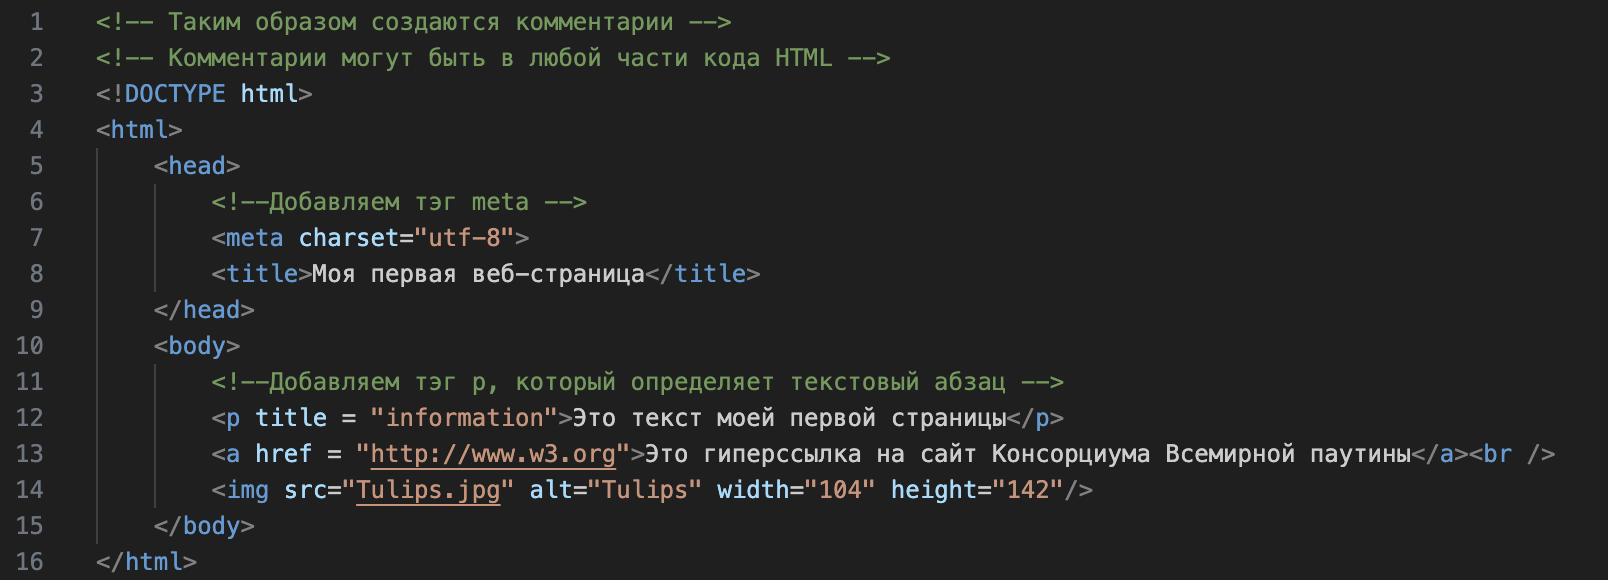 1 <!-- Таким образом создаются комментарии -->
2 <!-- Комментарии могут быть в любой части кода HTML -->
3 <!DOCTYPE html>
4 <html>
5 <head>
6 <!--Добавляем тэг meta -->
7 <meta charset="utf-8">
8 <title>Моя первая веб-страница</title>
9 </head>
10 <body>
11 <!--Добавляем тэг p, который определяет текстовый абзац -->
12 <p title = "information">Это текст моей первой страницы</p>
13 <a href = "http://www.w3.org">Это гиперссылка на сайт Консорциума Всемирной паутины</a><br />
14 <img src="Tulips.jpg" alt="Tulips" width="104" height="142"/>
15 </body>
16 </html>